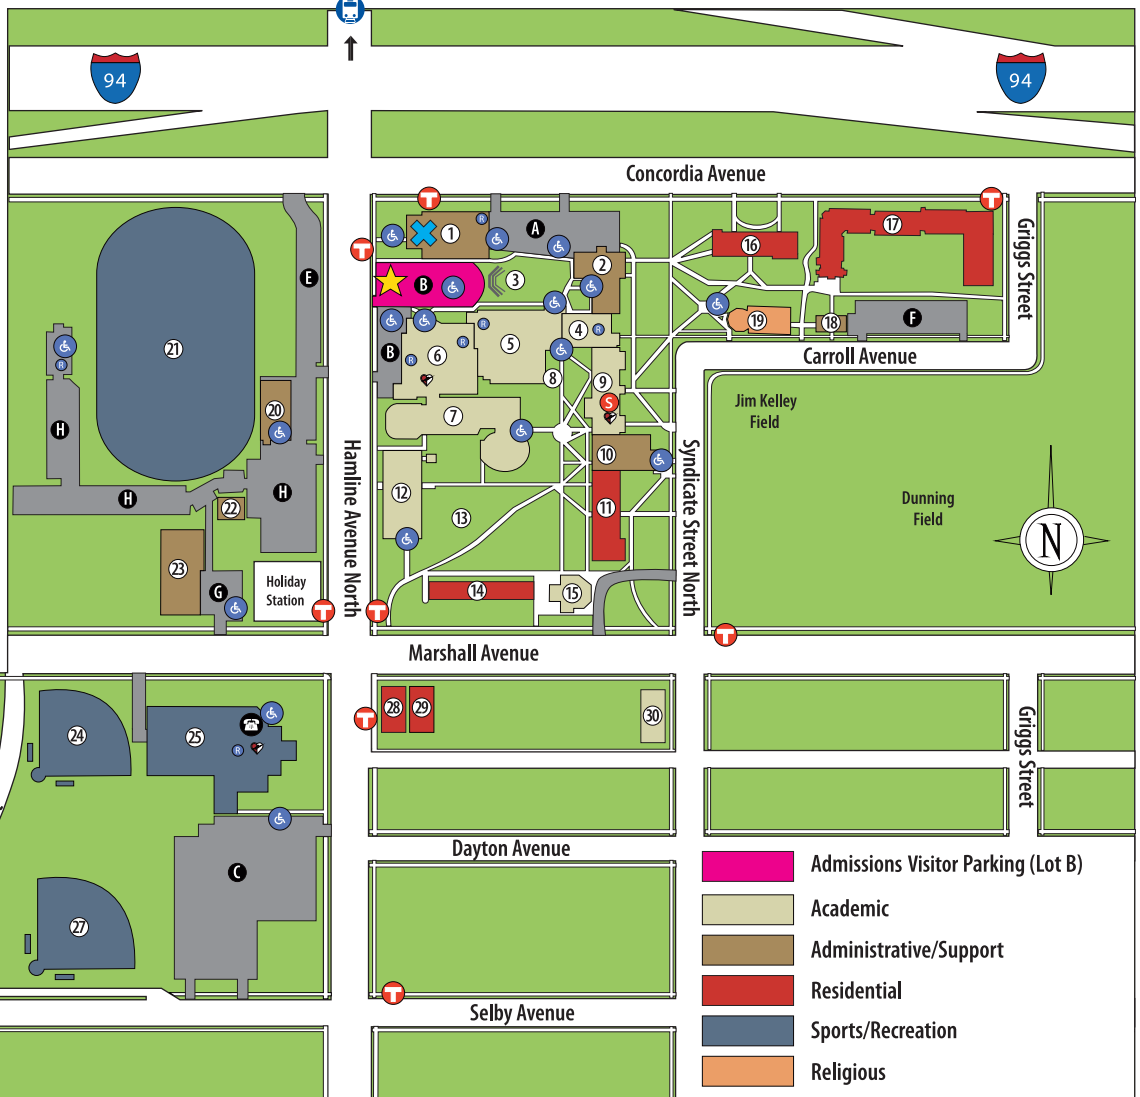 94
94
Concordia Avenue
T
T
T
1
R
A
2
16
17
Griggs Street
E
B
3
19
18
F
21
R
B
6
R
R
R
5
4
R
8
9
S
Carroll Avenue
Jim Kelley
Field
H
20
7
10
Hamline Avenue North
Syndicate Street North
H
H
22
12
13
11
Dunning
Field
N
23
G
Holiday
Station
T
T
14
15
T
Marshall Avenue
24
25
R
T
28
29
30
Griggs Street
Dayton Avenue
C
27
T
Selby Avenue
Admissions Visitor Parking (Lot B)
Academic
Administrative/Support
Residential
Sports/Recreation
Religious